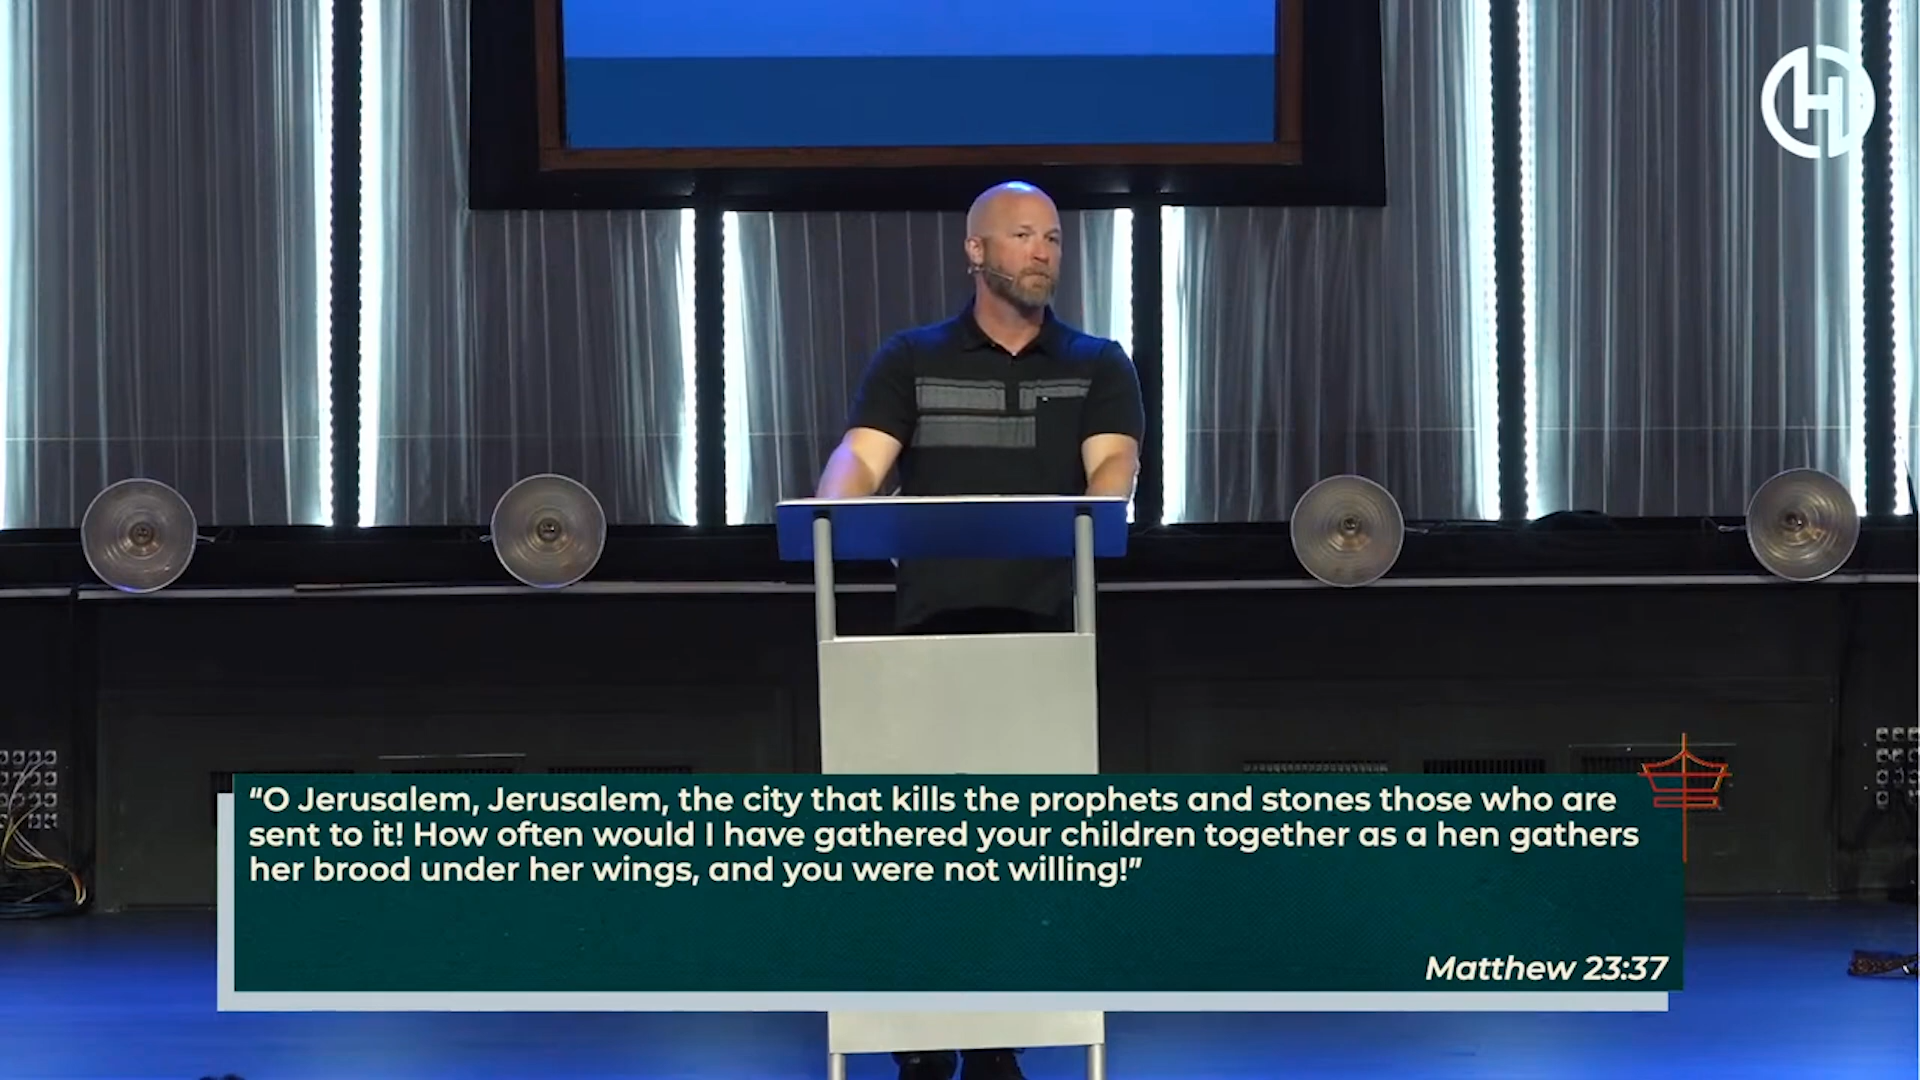 H
“O Jerusalem, Jerusalem, the city that kills the prophets and stones those who are
sent to it! How often would I have gathered your children together as a hen gathers
her brood under her wings, and you were not willing!”
Matthew 23:37